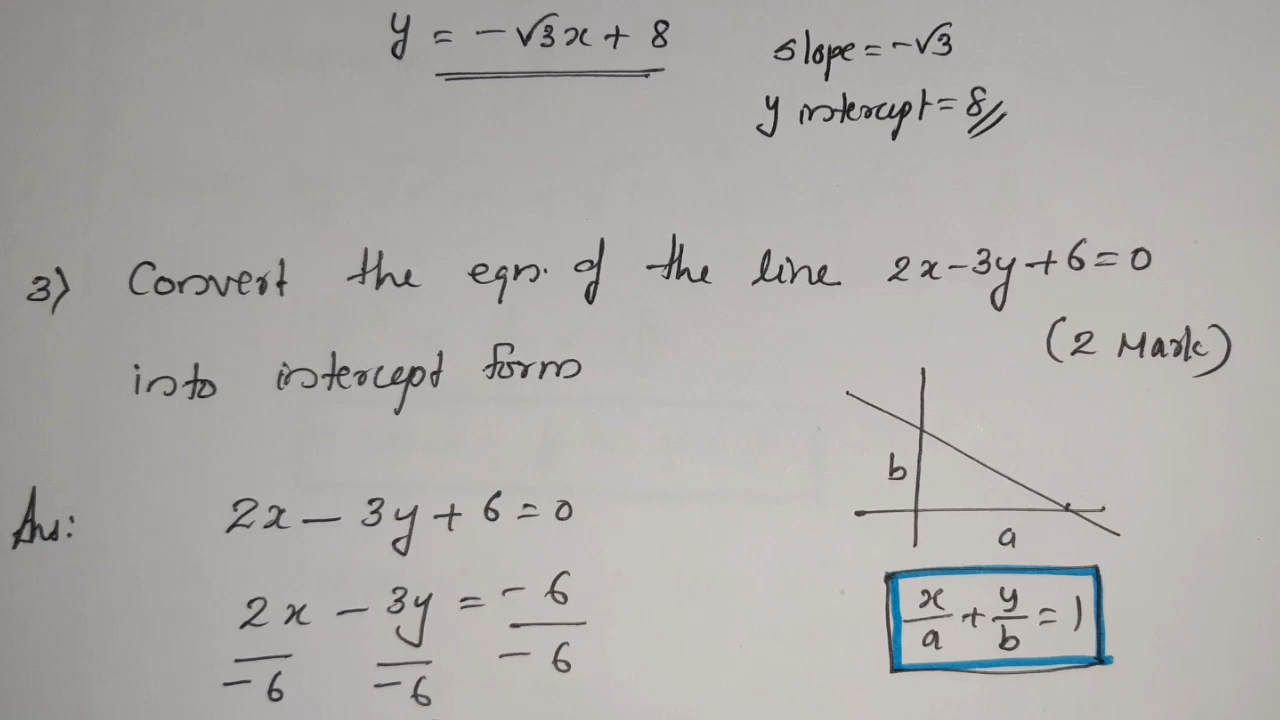 y = -√3x + 8
slope = -√3
y intercept = 8//
3) Convert the eqn. of the line 2x-3y+6=0
(2 Mark)
into intercept form
b
a
x/a + y/b = 1
Ans: 2x - 3y + 6 = 0
2x/-6 - 3y/-6 = -6/-6